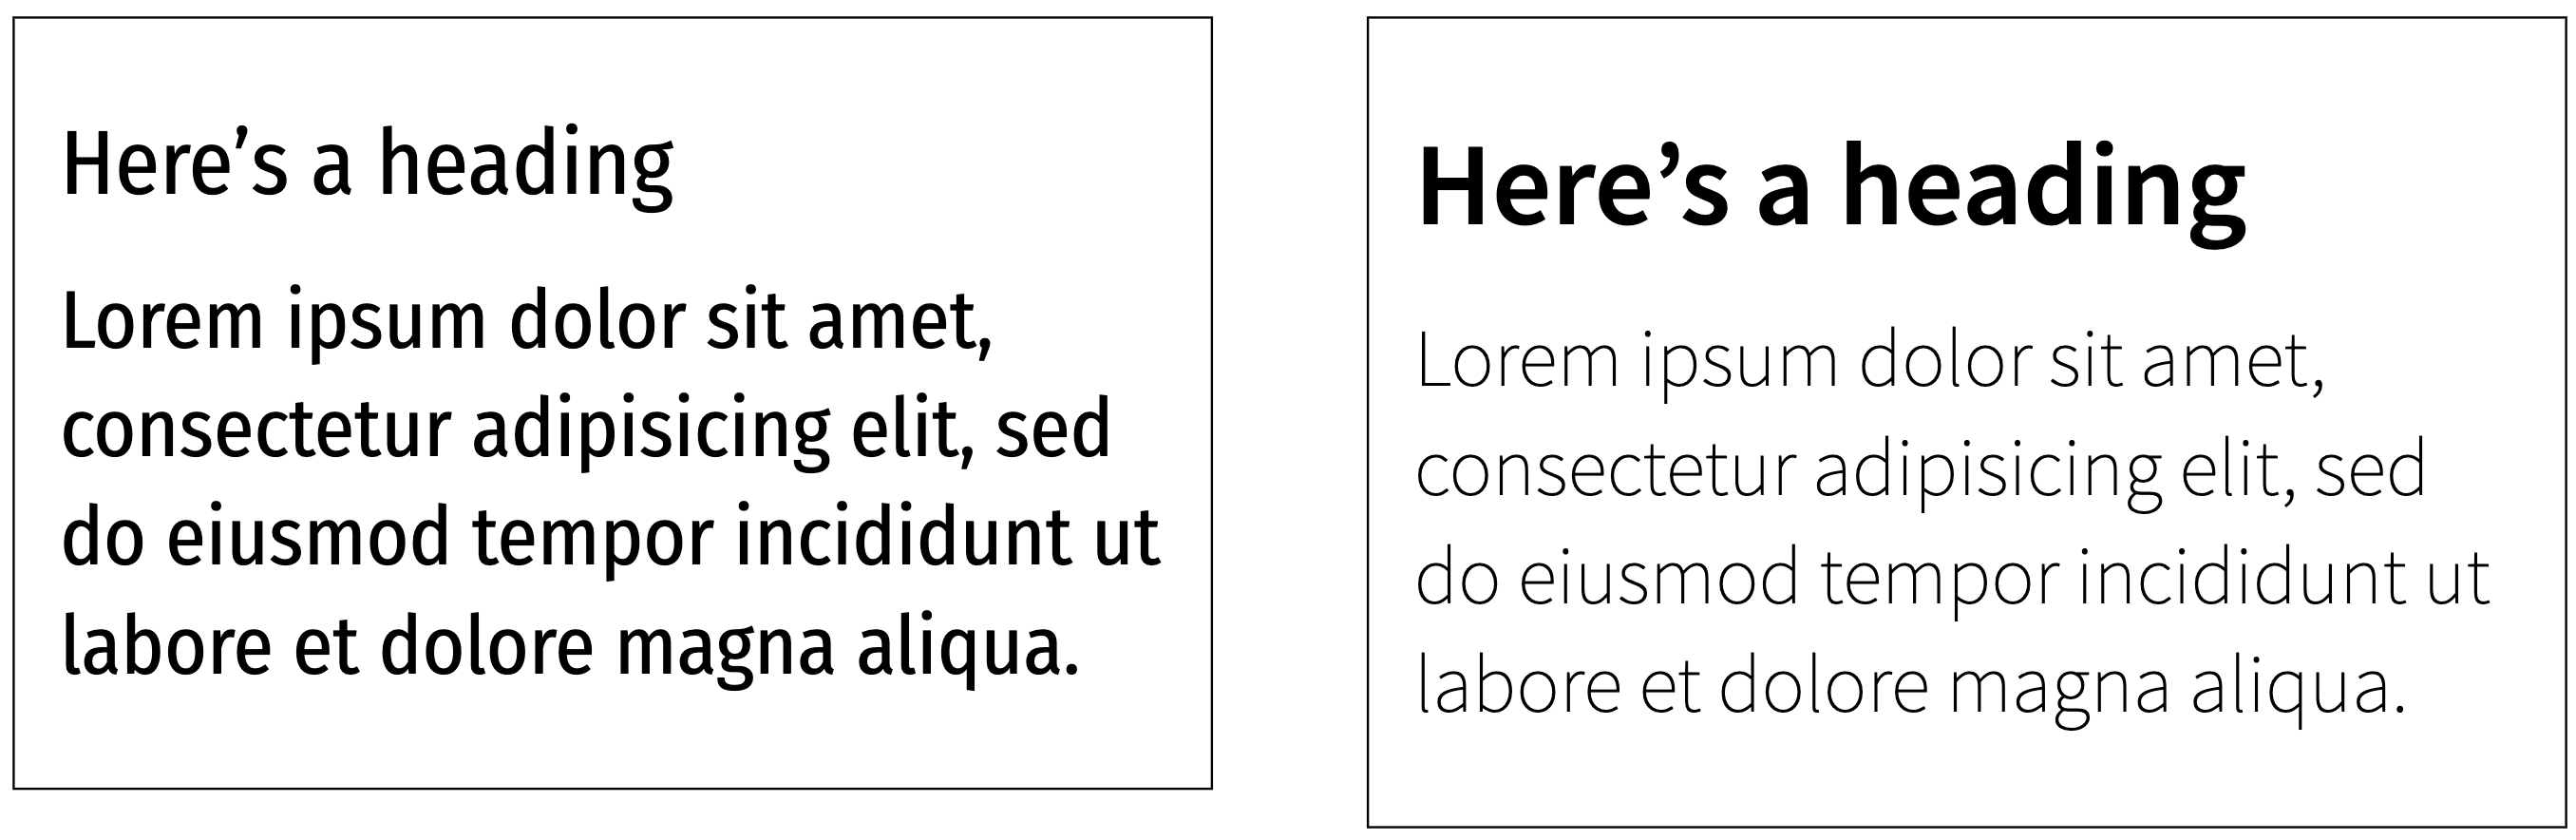 Here’s a heading
Lorem ipsum dolor sit amet,
consectetur adipisicing elit, sed
do eiusmod tempor incididunt ut
labore et dolore magna aliqua.
Here’s a heading
Lorem ipsum dolor sit amet,
consectetur adipisicing elit, sed
do eiusmod tempor incididunt ut
labore et dolore magna aliqua.